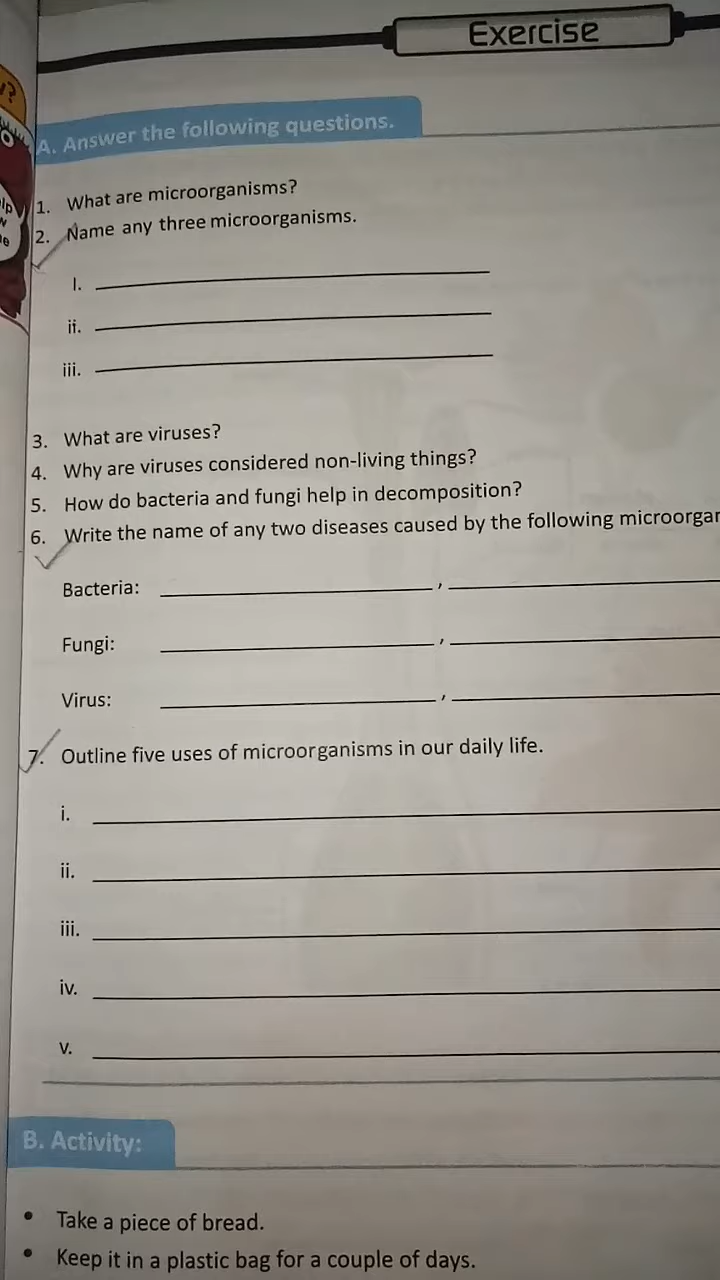 Exercise
A. Answer the following questions.
1. What are microorganisms?
2. Name any three microorganisms.
I.
ii.
iii.
3. What are viruses?
4. Why are viruses considered non-living things?
5. How do bacteria and fungi help in decomposition?
6. Write the name of any two diseases caused by the following
Bacteria: ,
Fungi: ,
Virus: ,
7. Outline five uses of microorganisms in our daily life.
i.
ii.
iii.
iv.
v.
B. Activity:
• Take a piece of bread.
• Keep it in a plastic bag for a couple of days.